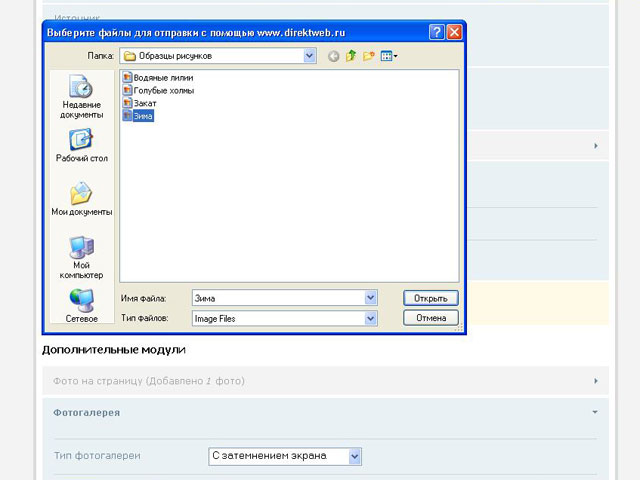 Источник
Выберите файлы для отправки с помощью www.direktweb.ru
Папка: Образцы рисунков
Водяные лилии
Голубые холмы
Закат
Зима
Недавние документы
Рабочий стол
Мои документы
Мой компьютер
Сетевое
Имя файла: Зима Открыть
Тип файлов: Image Files Отмена
Дополнительные модули
Фото на страницу (Добавлено 1 фото)
Фотогалерея
Тип фотогалереи С затемнением экрана